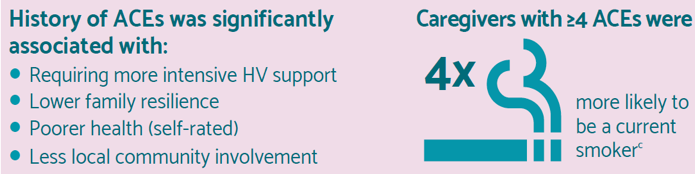 History of ACEs was significantly
associated with:
● Requiring more intensive HV support
● Lower family resilience
● Poorer health (self-rated)
● Less local community involvement
Caregivers with ≥4 ACEs were
4x
more likely to
be a current
smokerᶜ